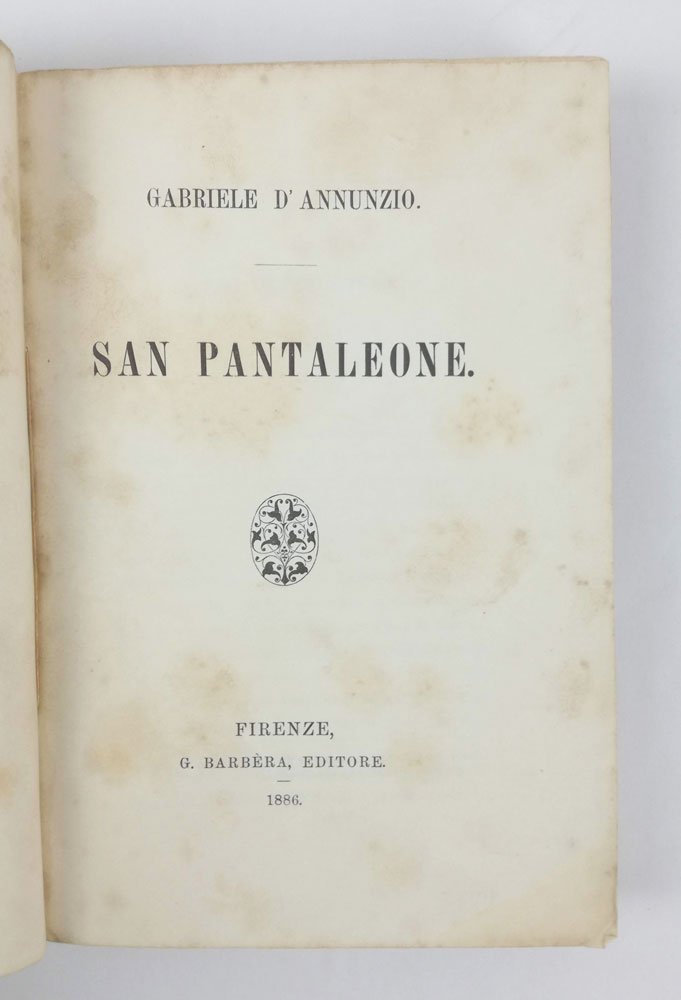 GABRIELE D' ANNUNZIO.
SAN PANTALEONE.
FIRENZE,
G. BARBÈRA, EDITORE.
1886.